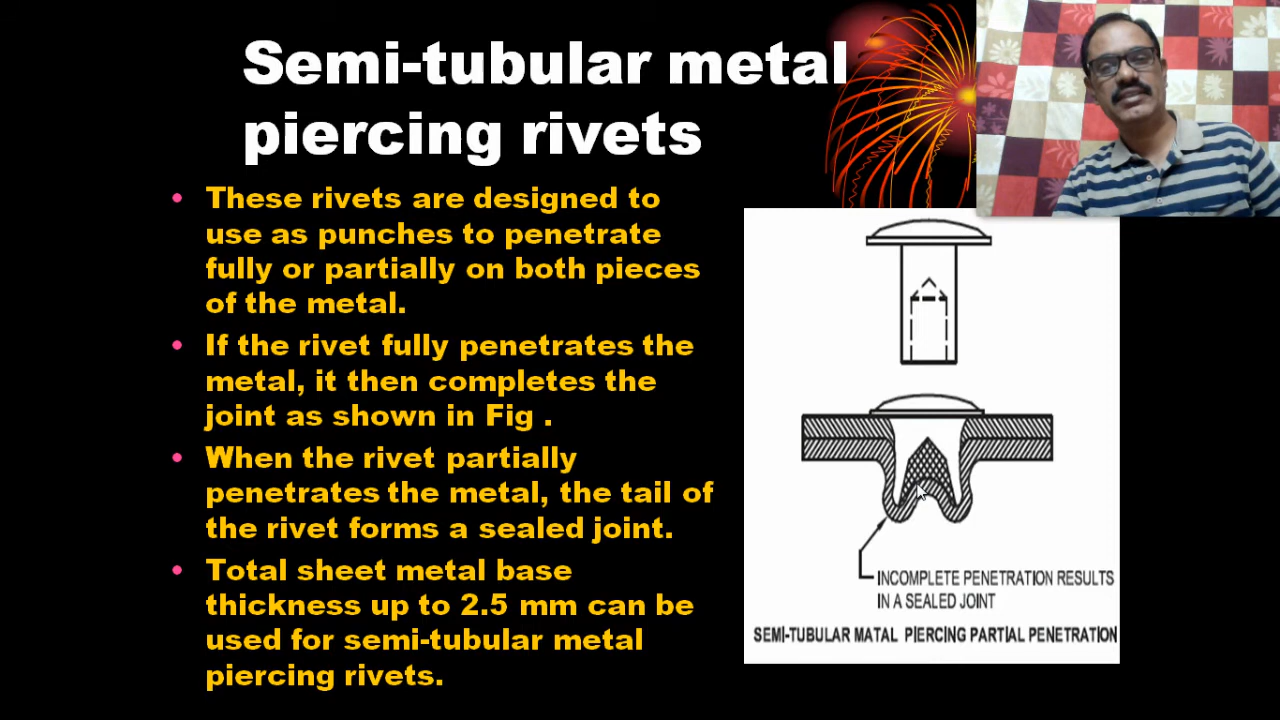 Semi-tubular metal
piercing rivets
• These rivets are designed to
use as punches to penetrate
fully or partially on both pieces
of the metal.
• If the rivet fully penetrates the
metal, it then completes the
joint as shown in Fig .
• When the rivet partially
penetrates the metal, the tail of
the rivet forms a sealed joint.
• Total sheet metal base
thickness up to 2.5 mm can be
used for semi-tubular metal
piercing rivets.
INCOMPLETE PENETRATION RESULTS
IN A SEALED JOINT
SEMI-TUBULAR MATAL PIERCING PARTIAL PENETRATION